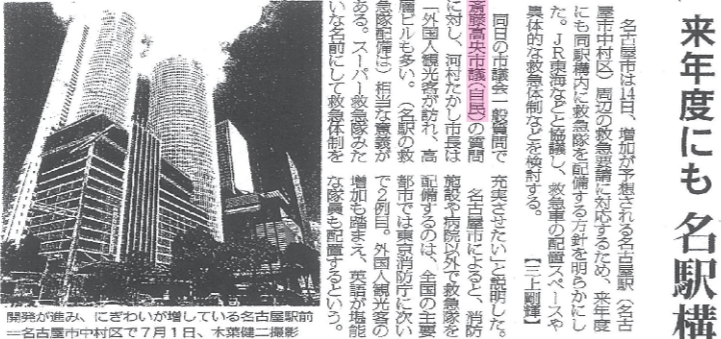 来年度にも 名駅構
名古屋市は14日、増加が予想される名古屋駅(名古
屋市中村区)周辺の救急要請に対応するため、来年度
にも同駅構内に救急隊を配備する方針を明らかにし
た。JR東海などと協議し、救急車の配置スペースや
具体的な救急体制などを検討する。【三上剛輝】
同日の市議会一般質問で
斎藤高央市議(自民)の質問
に対し、河村たかし市長は
「外国人観光客が訪れ、高
層ビルも多い。(名駅の救
急隊配備は)相当な意義が
ある。スーパー救急隊みた
いな名前にして救急体制を
充実させたい」と説明した。
名古屋市によると、消防
施設や病院以外で救急隊を
配備するのは、全国の主要
都市では東京消防庁に次い
で2例目。外国人観光客の
増加も踏まえ、英語が堪能
な隊員も配置するという。
開発が進み、にぎわいが増している名古屋駅前
=名古屋市中村区で7月1日、木葉健二撮影